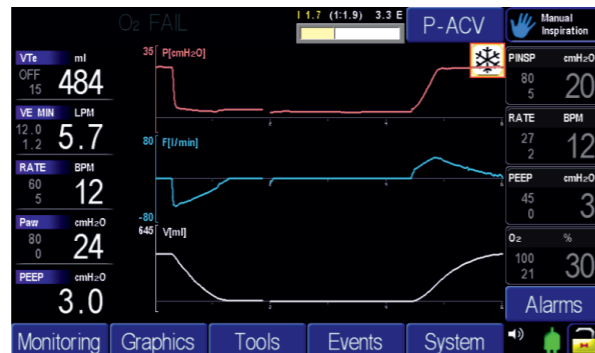 O2 FAIL
I 1.7 (1:1.9) 3.3 E
P-ACV
Manual
Inspiration
VTe ml
OFF
15
484
VE MIN LPM
12.0
1.2
5.7
RATE BPM
60
5
12
Paw cmH2O
80
0
24
PEEP cmH2O
3.0
35 P[cmH2O]
80 F[l/min]
-80
645 V[ml]
PINSP cmH2O
80
5
20
RATE BPM
27
2
12
PEEP cmH2O
45
0
3
O2 %
100
21
30
Alarms
Monitoring Graphics Tools Events System